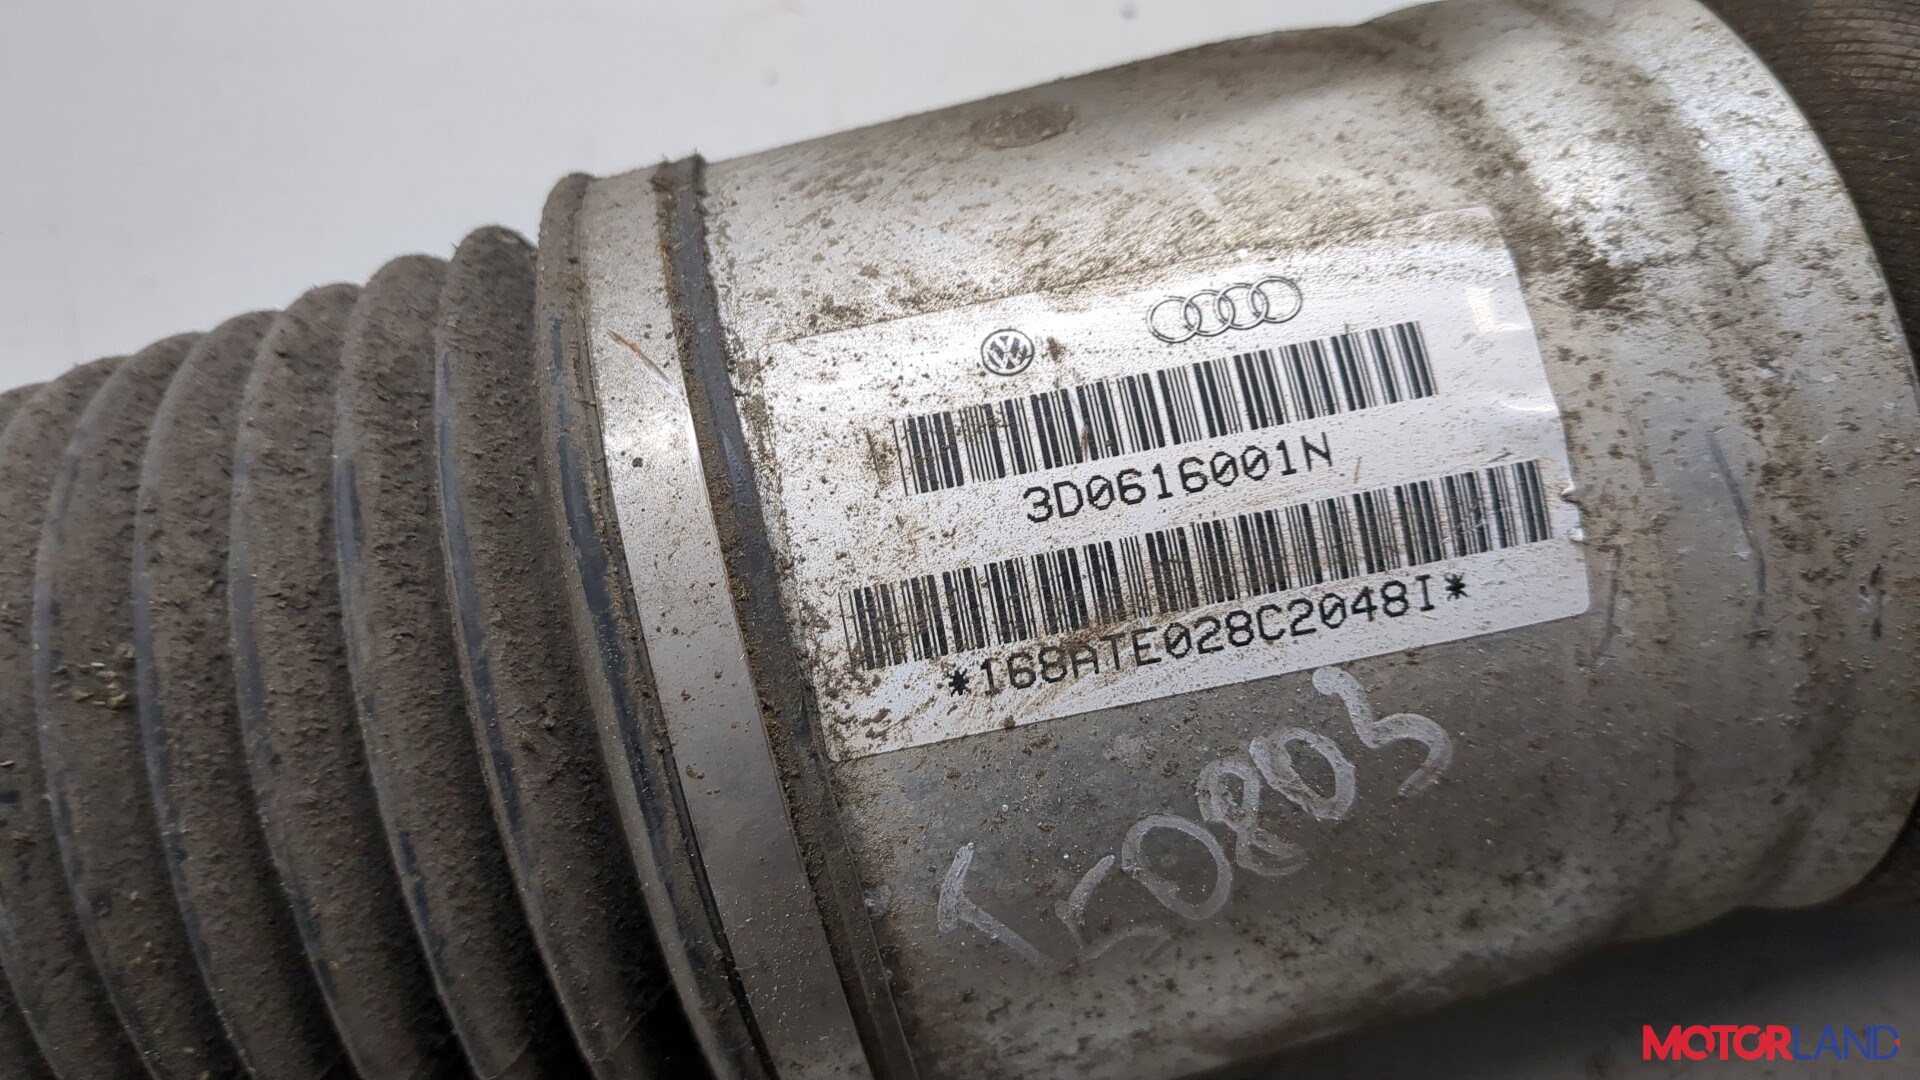 3D0616001N
*168ATE028C2048I*
T50803
MOTORLAND